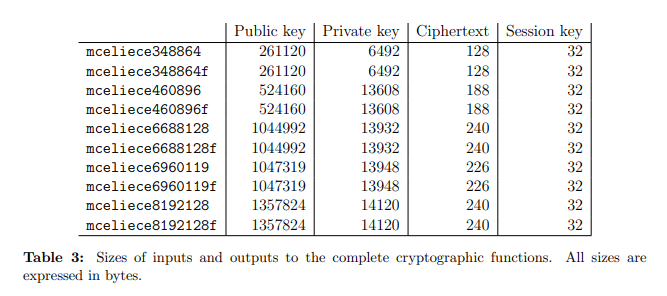 Public key Private key Ciphertext Session key
mceliece348864 261120 6492 128 32
mceliece348864f 261120 6492 128 32
mceliece460896 524160 13608 188 32
mceliece460896f 524160 13608 188 32
mceliece6688128 1044992 13932 240 32
mceliece6688128f 1044992 13932 240 32
mceliece6960119 1047319 13948 226 32
mceliece6960119f 1047319 13948 226 32
mceliece8192128 1357824 14120 240 32
mceliece8192128f 1357824 14120 240 32
Table 3: Sizes of inputs and outputs to the complete cryptographic functions. All sizes are
expressed in bytes.